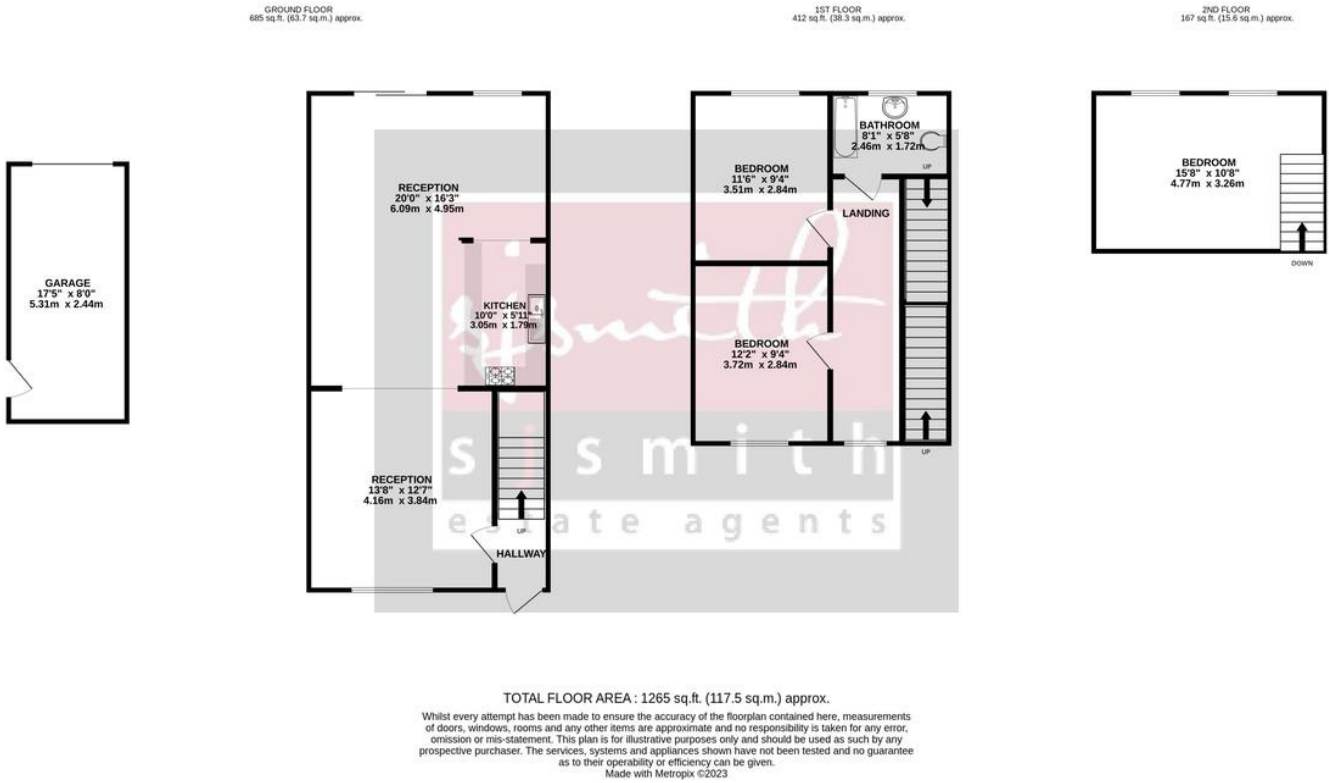 GROUND FLOOR
685 sq.ft. (63.7 sq.m.) approx.
1ST FLOOR
412 sq.ft. (38.3 sq.m.) approx.
2ND FLOOR
167 sq.ft. (15.6 sq.m.) approx.
GARAGE
17'5" x 8'0"
5.31m x 2.44m
RECEPTION
20'0" x 16'3"
6.09m x 4.95m
KITCHEN
10'0" x 5'11"
3.05m x 1.79m
RECEPTION
13'8" x 12'7"
4.16m x 3.84m
UP
HALLWAY
BEDROOM
11'6" x 9'4"
3.51m x 2.84m
BATHROOM
8'1" x 5'8"
2.46m x 1.72m
UP
LANDING
BEDROOM
12'2" x 9'4"
3.72m x 2.84m
UP
BEDROOM
15'8" x 10'8"
4.77m x 3.26m
DOWN
sjsmith
sjsmith
estate agents
TOTAL FLOOR AREA : 1265 sq.ft. (117.5 sq.m.) approx.
Whilst every attempt has been made to ensure the accuracy of the floorplan contained here, measurements
of doors, windows, rooms and any other items are approximate and no responsibility is taken for any error,
omission or mis-statement. This plan is for illustrative purposes only and should be used as such by any
prospective purchaser. The services, systems and appliances shown have not been tested and no guarantee
as to their operability or efficiency can be given.
Made with Metropix ©2023